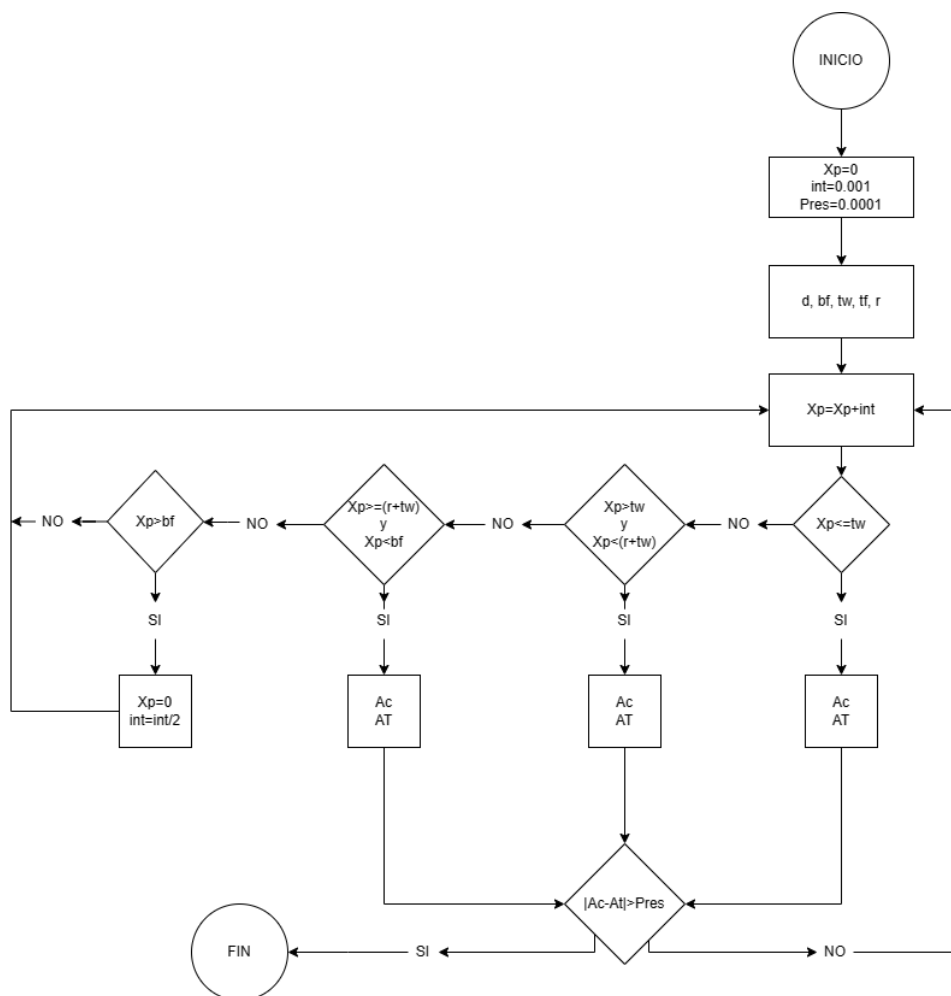 INICIO
Xp=0
int=0.001
Pres=0.0001
d, bf, tw, tf, r
Xp=Xp+int
Xp<=tw
NO
Xp>tw
y
Xp<(r+tw)
NO
Xp>=(r+tw)
y
Xp<bf
NO
Xp>bf
NO
SI
SI
SI
SI
Xp=0
int=int/2
Ac
AT
Ac
AT
Ac
AT
|Ac-At|>Pres
SI
NO
FIN